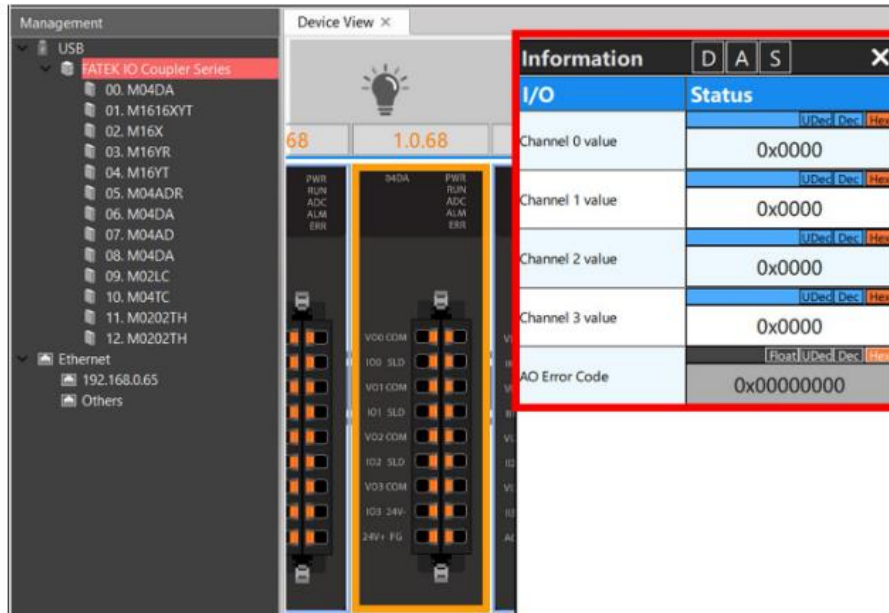 Management
USB
FATEK IO Coupler Series
00. M04DA
01. M1616XYT
02. M16X
03. M16YR
04. M16YT
05. M04ADR
06. M04DA
07. M04AD
08. M04DA
09. M02LC
10. M04TC
11. M0202TH
12. M0202TH
Ethernet
192.168.0.65
Others
Device View ×
68
1.0.68
PWR
RUN
ADC
ALM
ERR
04DA PWR
RUN
ADC
ALM
ERR
VO0 COM
IO0 SLD
VO1 COM
IO1 SLD
VO2 COM
IO2 SLD
VO3 COM
IO3 24V-
24V+ FG
Information D A S ×
I/O Status
UDed Dec Hex
Channel 0 value 0x0000
UDed Dec Hex
Channel 1 value 0x0000
UDed Dec Hex
Channel 2 value 0x0000
UDed Dec Hex
Channel 3 value 0x0000
Float UDed Dec Hex
AO Error Code 0x00000000